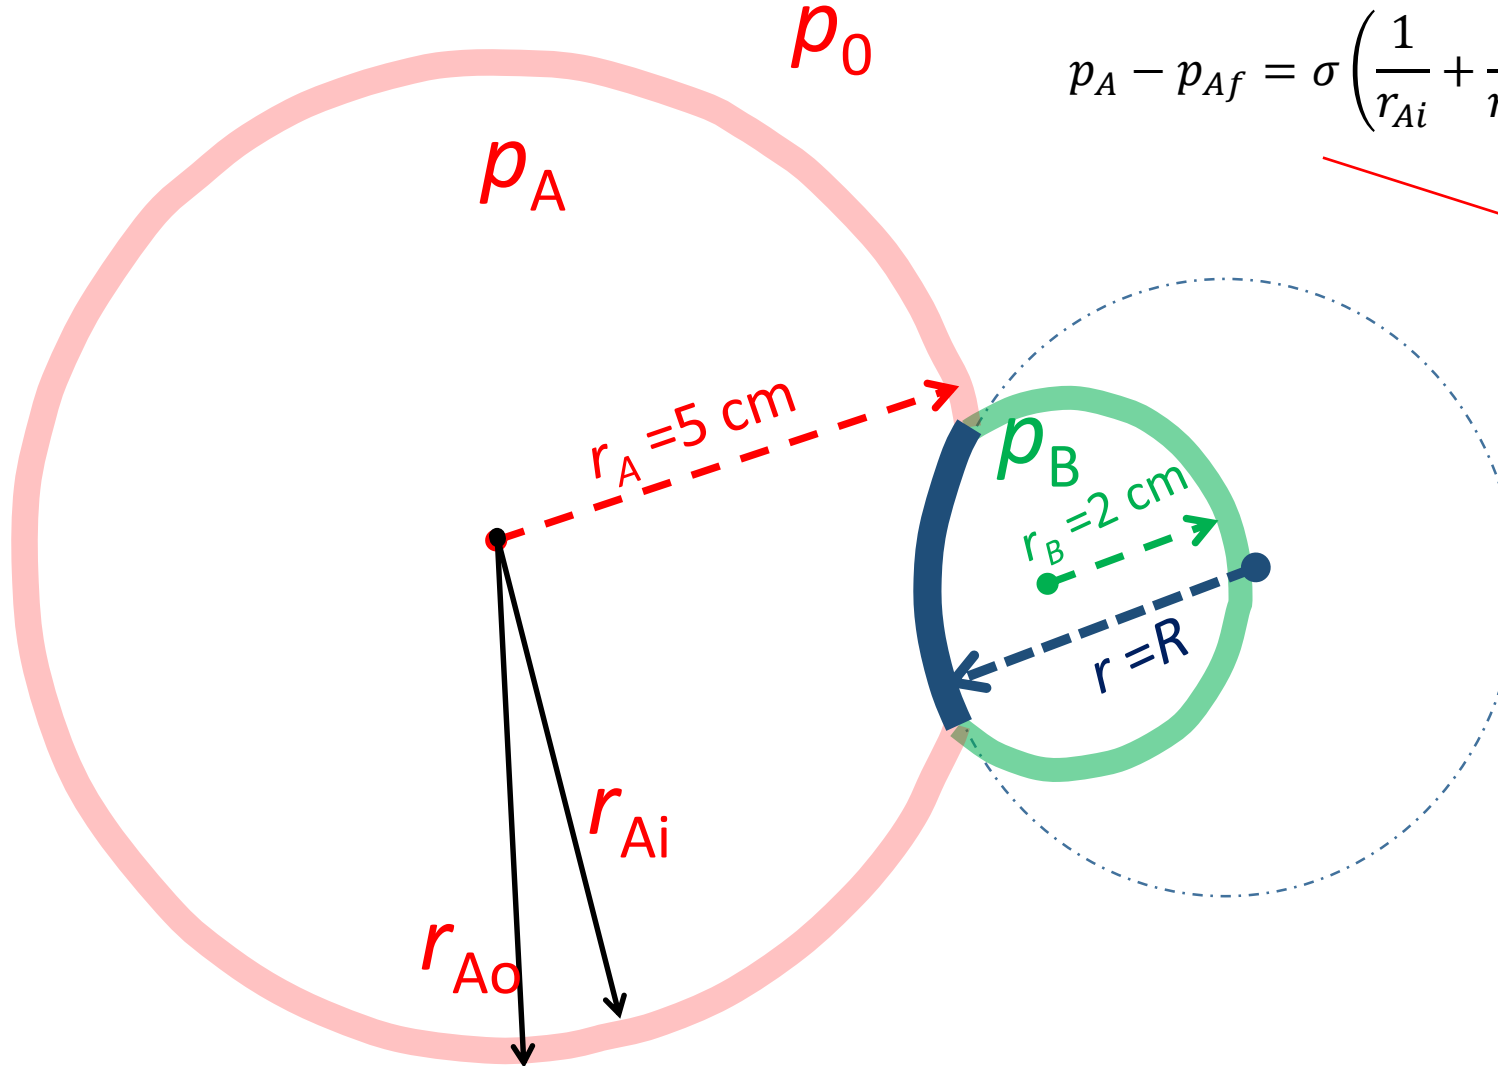 p0
pA − pAf = σ(1/rAi +
pA
rA =5 cm
pB
rB =2 cm
r =R
rAi
rAo